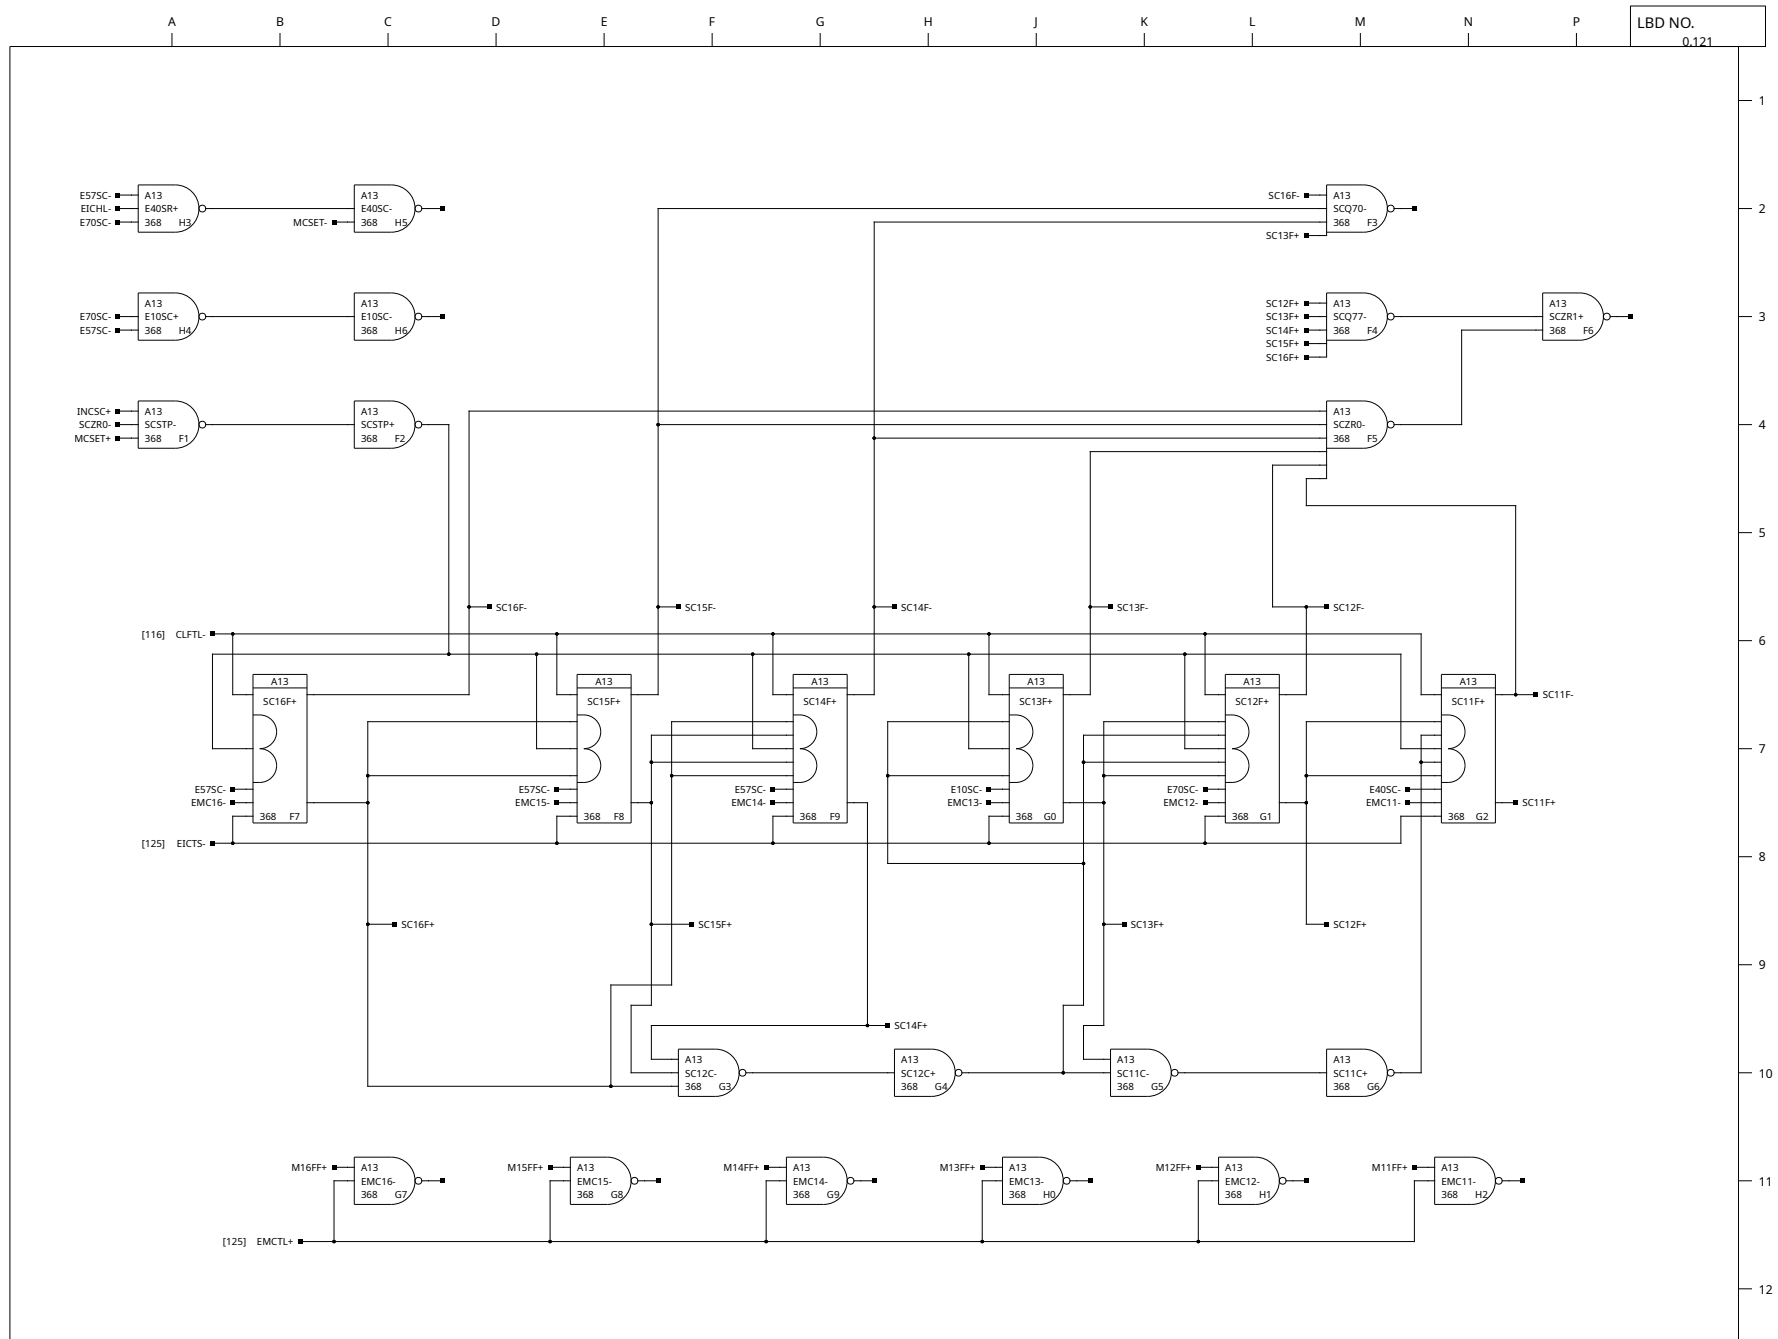 A B C D E F G H J K L M N P
LBD NO.
0.121
1
E57SC- A13
EICHL- E40SR+
E70SC- 368 H3
A13
E40SC-
MCSET- 368 H5
SC16F- A13
SCQ70-
368 F3
SC13F+
2
A13
E70SC- E10SC+
E57SC- 368 H4
A13
E10SC-
368 H6
SC12F+ A13
SC13F+ SCQ77-
SC14F+ 368 F4
SC15F+
SC16F+
A13
SCZR1+
368 F6
3
INCSC+ A13
SCZR0- SCSTP-
MCSET+ 368 F1
A13
SCSTP+
368 F2
A13
SCZR0-
368 F5
4
5
SC16F- SC15F- SC14F- SC13F- SC12F-
[116] CLFTL-
6
A13 A13 A13 A13 A13 A13
SC16F+ SC15F+ SC14F+ SC13F+ SC12F+ SC11F+
SC11F-
7
E57SC- E57SC- E57SC- E10SC- E70SC- E40SC-
EMC16- EMC15- EMC14- EMC13- EMC12- EMC11- SC11F+
368 F7 368 F8 368 F9 368 G0 368 G1 368 G2
[125] EICTS-
8
SC16F+ SC15F+ SC13F+ SC12F+
9
SC14F+
A13 A13 A13 A13
SC12C- SC12C+ SC11C- SC11C+
368 G3 368 G4 368 G5 368 G6
10
M16FF+ A13 M15FF+ A13 M14FF+ A13 M13FF+ A13 M12FF+ A13 M11FF+ A13
EMC16- EMC15- EMC14- EMC13- EMC12- EMC11-
368 G7 368 G8 368 G9 368 H0 368 H1 368 H2
11
[125] EMCTL+
12